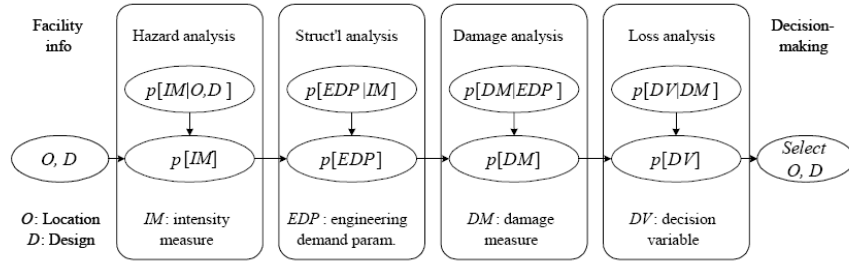 Facility
info
Hazard analysis
Struct'l analysis
Damage analysis
Loss analysis
Decision-
making
p[IM|O,D ]
p[EDP |IM]
p[DM|EDP]
p[DV|DM]
O, D
p[IM]
p[EDP]
p[DM]
p[DV]
Select
O, D
O: Location
D: Design
IM : intensity
measure
EDP : engineering
demand param.
DM : damage
measure
DV : decision
variable